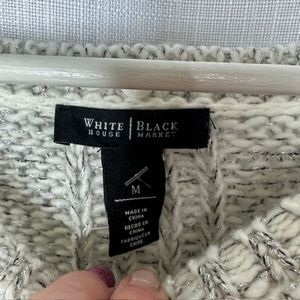 WHITE | BLACK
HOUSE | MARKET
M
MADE IN
CHINA
HECHO EN
CHINA
FABRIQUÉ EN
CHINE